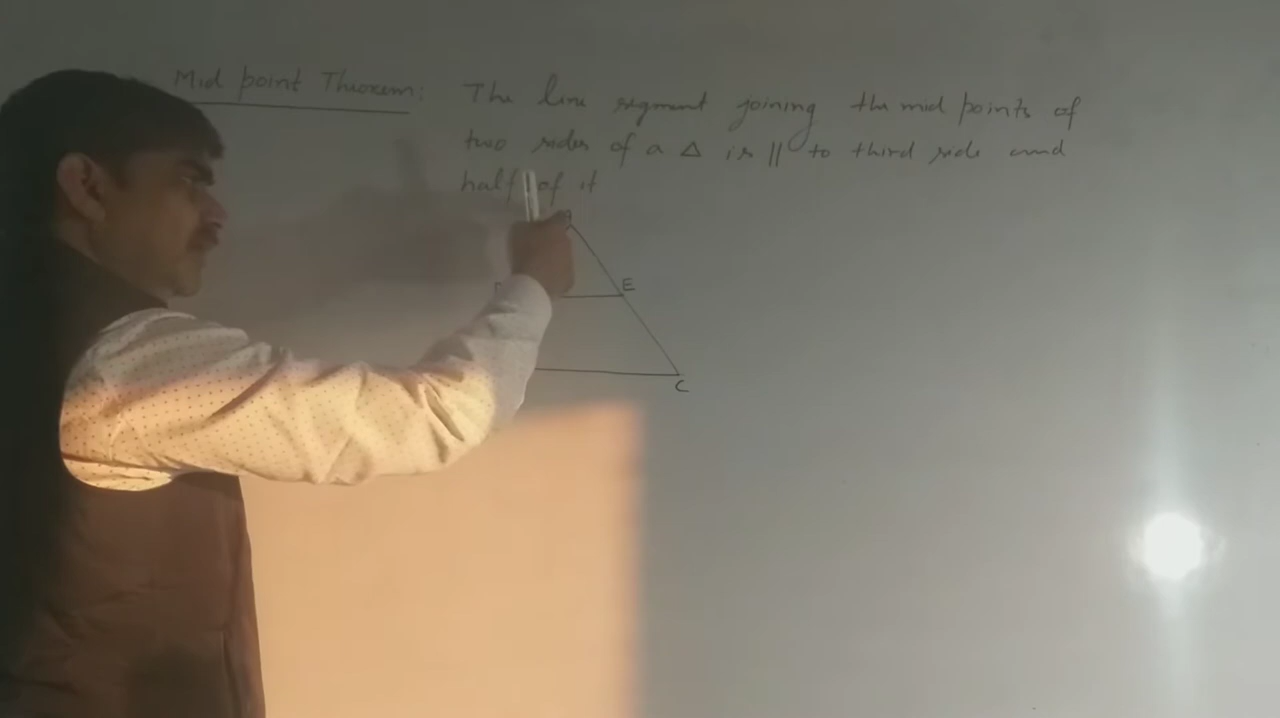 Mid point Theorem: The line segment joining the mid points of
two sides of a Δ is || to third side and
half of it
E
C